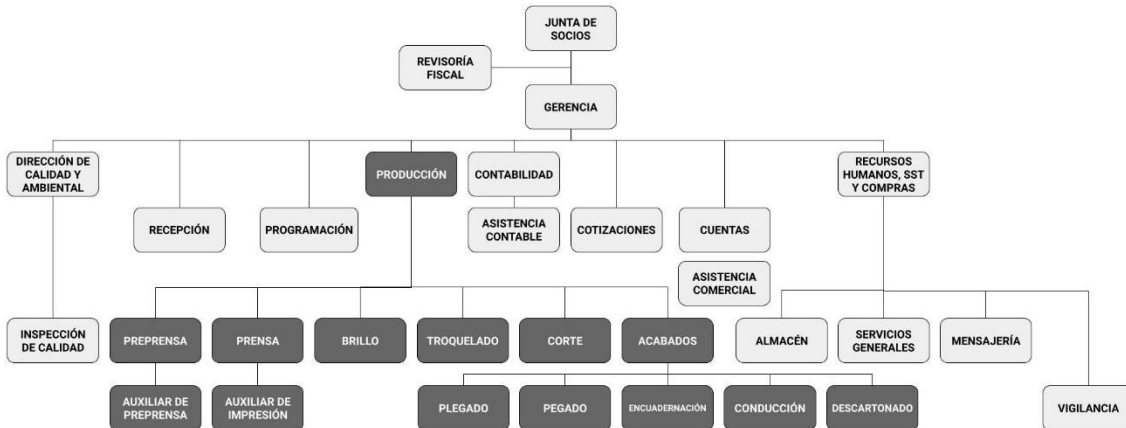 JUNTA DE
SOCIOS
REVISORÍA
FISCAL
GERENCIA
DIRECCIÓN DE
CALIDAD Y
AMBIENTAL
PRODUCCIÓN
CONTABILIDAD
RECURSOS
HUMANOS, SST
Y COMPRAS
RECEPCIÓN
PROGRAMACIÓN
ASISTENCIA
CONTABLE
COTIZACIONES
CUENTAS
ASISTENCIA
COMERCIAL
INSPECCIÓN
DE CALIDAD
PREPRENSA
PRENSA
BRILLO
TROQUELADO
CORTE
ACABADOS
ALMACÉN
SERVICIOS
GENERALES
MENSAJERÍA
AUXILIAR DE
PREPRENSA
AUXILIAR DE
IMPRESIÓN
PLEGADO
PEGADO
ENCUADERNACIÓN
CONDUCCIÓN
DESCARTONADO
VIGILANCIA